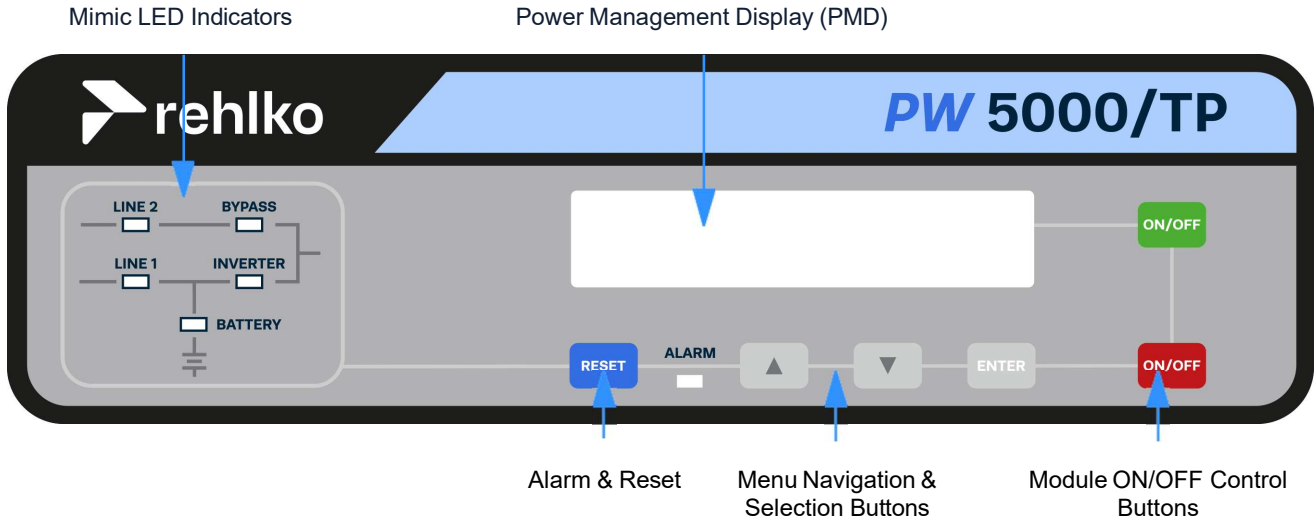 Mimic LED Indicators
Power Management Display (PMD)
rehlko
PW 5000/TP
LINE 2
BYPASS
ON/OFF
LINE 1
INVERTER
BATTERY
RESET
ALARM
▲
▼
ENTER
ON/OFF
Alarm & Reset
Menu Navigation &
Selection Buttons
Module ON/OFF Control
Buttons